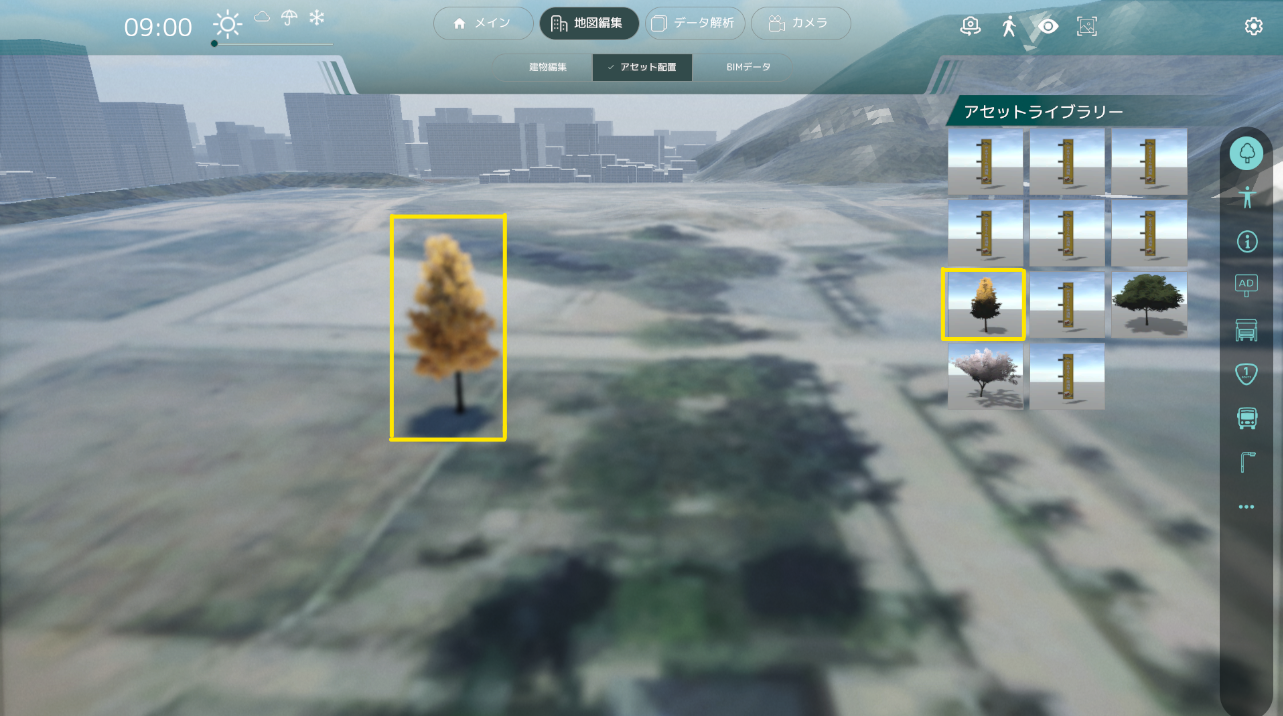 09:00
メイン
地図編集
データ解析
カメラ
建物編集
アセット配置
BIMデータ
アセットライブラリー
AD
1